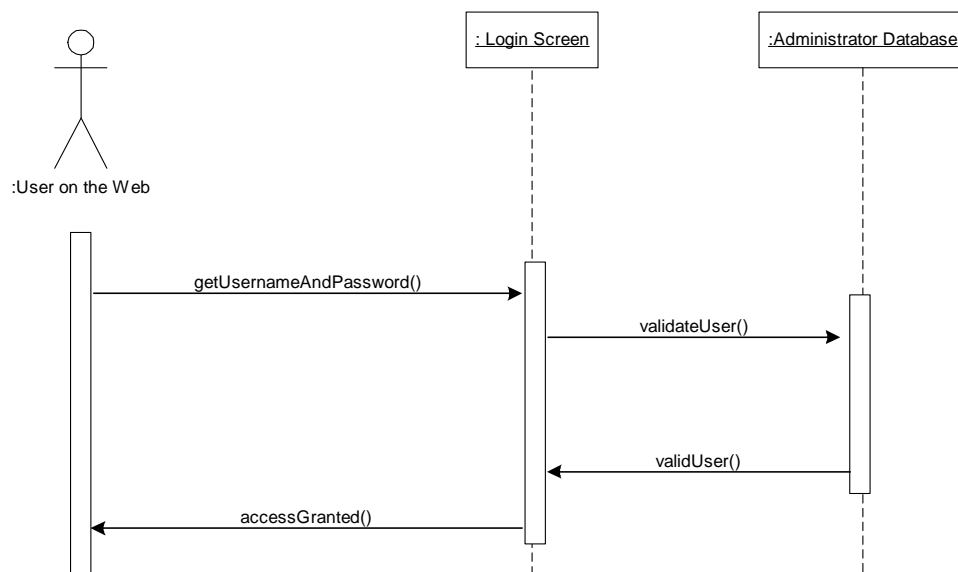 : Login Screen
:Administrator Database
:User on the Web
getUsernameAndPassword()
validateUser()
validUser()
accessGranted()